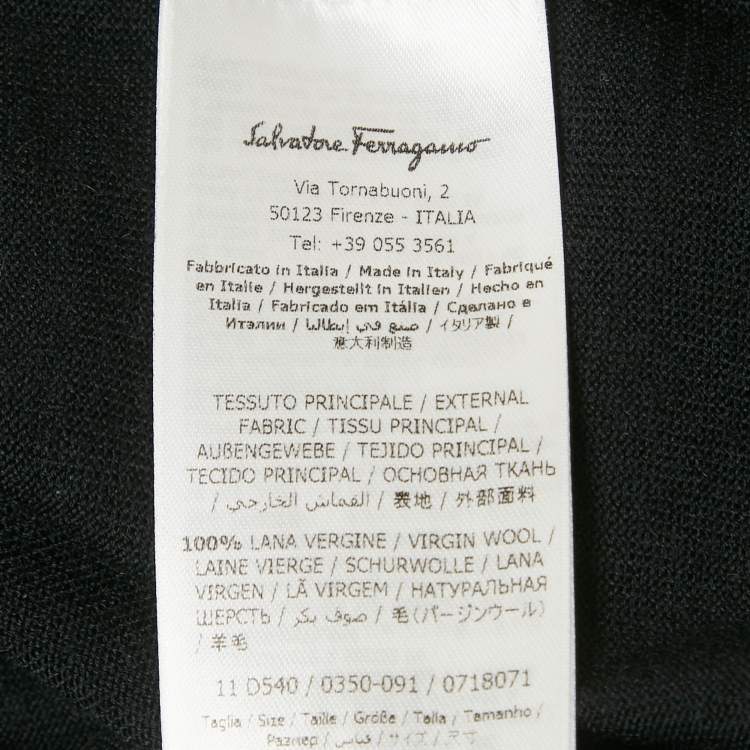 Salvatore Ferragamo
Via Tornabuoni, 2
50123 Firenze - ITALIA
Tel: +39 055 3561
Fabbricato in Italia / Made in Italy / Fabriqué
en Italie / Hergestellt in Italien / Hecho en
Italia / Fabricado em Itália / Сделано в
Италии / صنع في إيطاليا / イタリア製 /
意大利制造
TESSUTO PRINCIPALE / EXTERNAL
FABRIC / TISSU PRINCIPAL /
AUßENGEWEBE / TEJIDO PRINCIPAL /
TECIDO PRINCIPAL / ОСНОВНАЯ ТКАНЬ
/ القماش الخارجي / 表地 / 外部面料
100% LANA VERGINE / VIRGIN WOOL /
LAINE VIERGE / SCHURWOLLE / LANA
VIRGEN / LÃ VIRGEM / НАТУРАЛЬНАЯ
ШЕРСТЬ / صوف بكر / 毛(バージンウール)
/ 羊毛
11 D540 / 0350-091 / 0718071
Taglia / Size / Taille / Größe / Talla / Tamanho /
Размер / قياس / サイズ / 尺寸